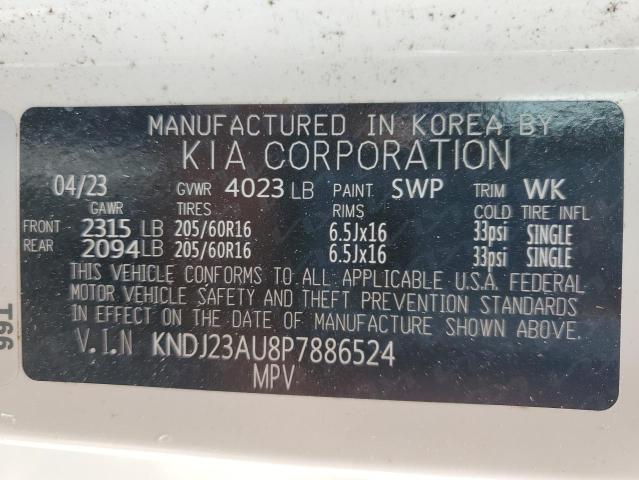 MANUFACTURED IN KOREA BY
KIA CORPORATION
04/23 GVWR 4023 LB PAINT SWP TRIM WK
GAWR TIRES RIMS COLD TIRE INFL
FRONT 2315 LB 205/60R16 6.5Jx16 33psi SINGLE
REAR 2094 LB 205/60R16 6.5Jx16 33psi SINGLE
THIS VEHICLE CONFORMS TO ALL APPLICABLE U.S.A. FEDERAL
MOTOR VEHICLE SAFETY AND THEFT PREVENTION STANDARDS
IN EFFECT ON THE DATE OF MANUFACTURE SHOWN ABOVE.
V.I.N KNDJ23AU8P7886524
MPV
T66